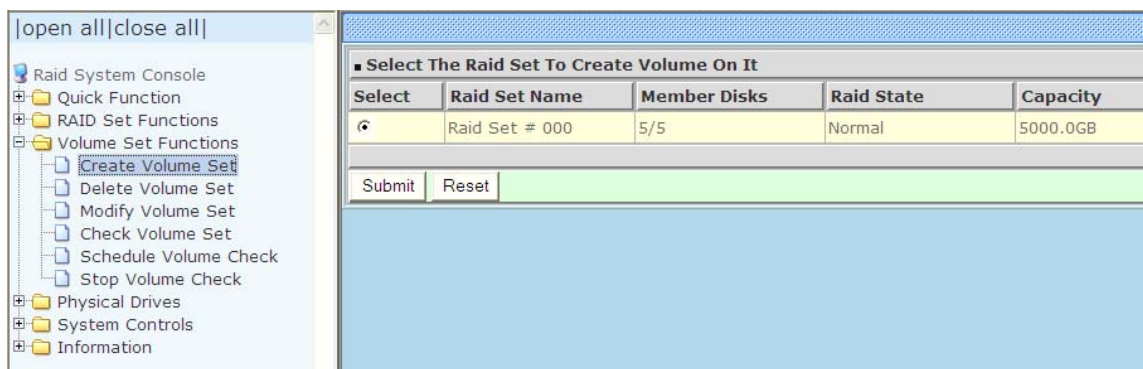 |open all|close all|
Raid System Console
Quick Function
RAID Set Functions
Volume Set Functions
Create Volume Set
Delete Volume Set
Modify Volume Set
Check Volume Set
Schedule Volume Check
Stop Volume Check
Physical Drives
System Controls
Information
Select The Raid Set To Create Volume On It
Select Raid Set Name Member Disks Raid State Capacity
Raid Set # 000 5/5 Normal 5000.0GB
Submit Reset